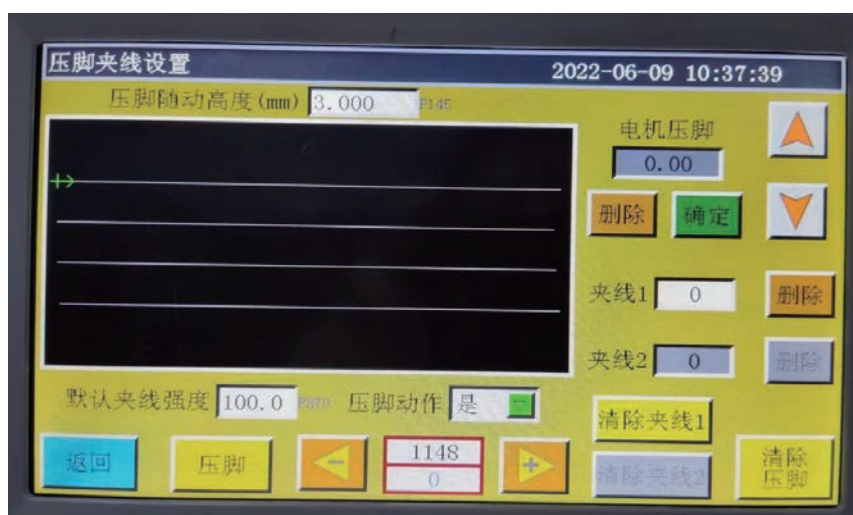 压脚夹线设置 2022-06-09 10:37:39
压脚随动高度(mm) 3.000 P145
电机压脚
0.00
删除 确定
夹线1 0 删除
夹线2 0 删除
默认夹线强度 100.0 P870 压脚动作 是
清除夹线1
返回 压脚 - 1148 +
0
清除夹线2
清除
压脚